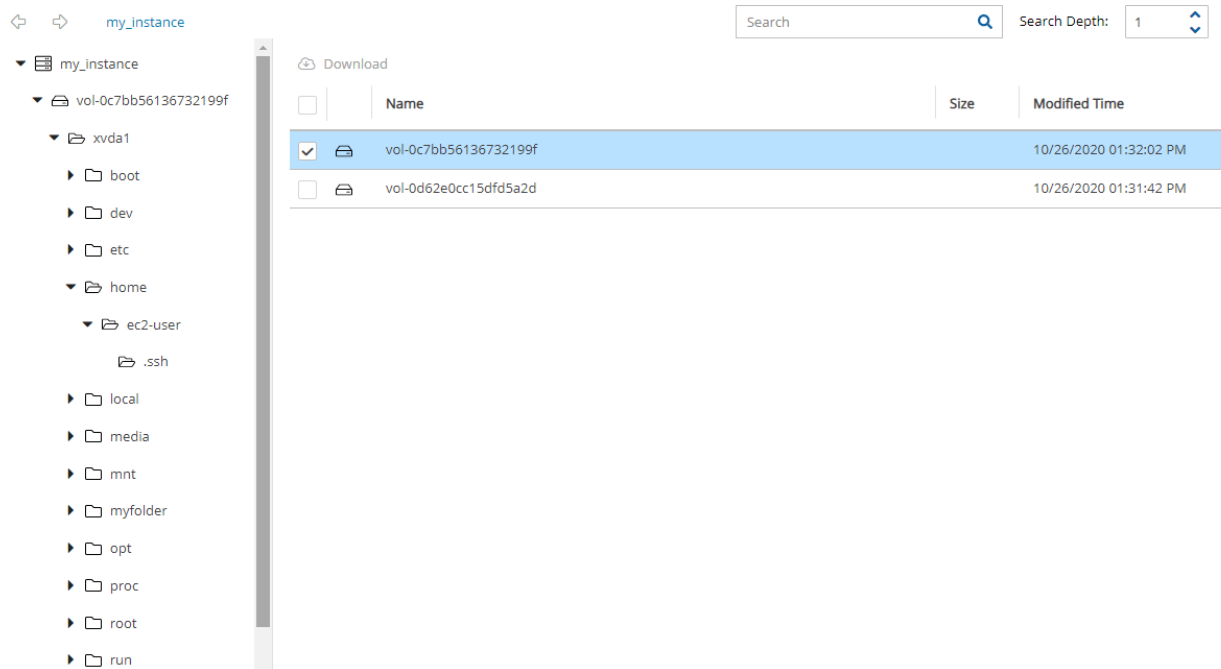 my_instance
Search
Search Depth:
1
my_instance
vol-0c7bb56136732199f
xvda1
boot
dev
etc
home
ec2-user
.ssh
local
media
mnt
myfolder
opt
proc
root
run
Download
Name Size Modified Time
vol-0c7bb56136732199f 10/26/2020 01:32:02 PM
vol-0d62e0cc15dfd5a2d 10/26/2020 01:31:42 PM